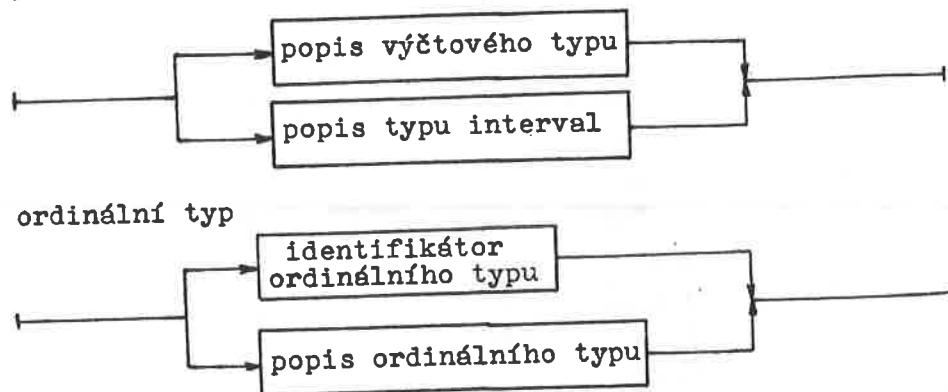 popis výčtového typu
popis typu interval
ordinální typ
identifikátor
ordinálního typu
popis ordinálního typu